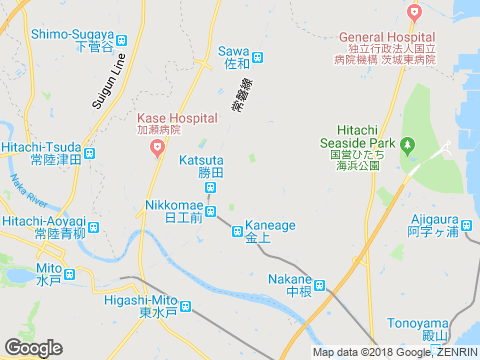 General Hospital
独立行政法人国立
病院機構 茨城東病院
Shimo-Sugaya
下菅谷
Sawa
佐和
Suigun Line
常磐線
Kase Hospital
加瀬病院
Hitachi
Seaside Park
国営ひたち
海浜公園
Hitachi-Tsuda
常陸津田
Katsuta
勝田
Naka River
Nikkomae
日工前
Hitachi-Aoyagi
常陸青柳
Kaneage
金上
Ajigaura
阿字ヶ浦
Mito
水戸
Nakane
中根
Higashi-Mito
東水戸
Tonoyama
殿山
Google
Map data ©2018 Google, ZENRIN